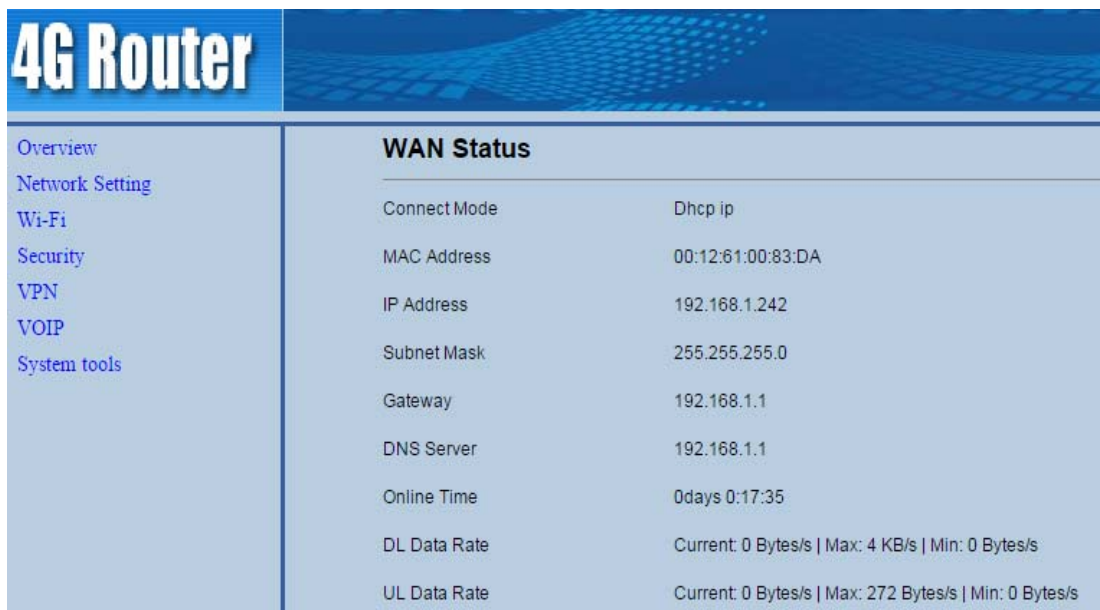 4G Router
Overview
Network Setting
Wi-Fi
Security
VPN
VOIP
System tools
WAN Status
Connect Mode Dhcp ip
MAC Address 00:12:61:00:83:DA
IP Address 192.168.1.242
Subnet Mask 255.255.255.0
Gateway 192.168.1.1
DNS Server 192.168.1.1
Online Time 0days 0:17:35
DL Data Rate Current: 0 Bytes/s | Max: 4 KB/s | Min: 0 Bytes/s
UL Data Rate Current: 0 Bytes/s | Max: 272 Bytes/s | Min: 0 Bytes/s